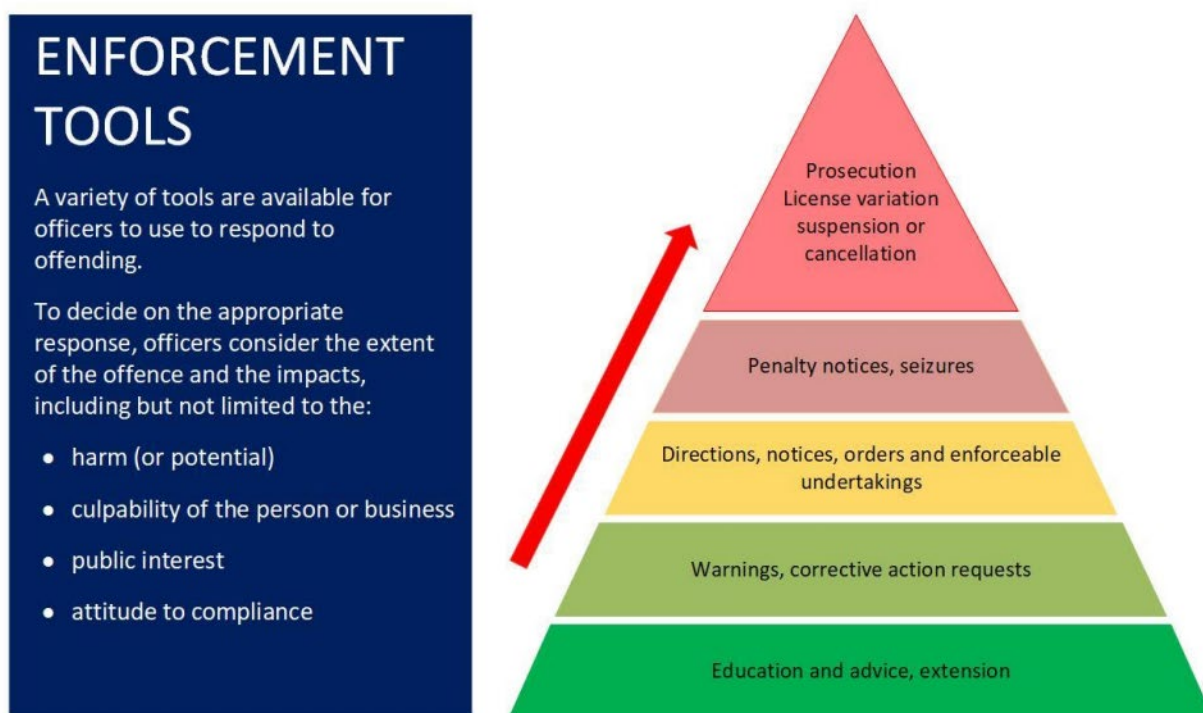 ENFORCEMENT
TOOLS
A variety of tools are available for
officers to use to respond to
offending.
To decide on the appropriate
response, officers consider the extent
of the offence and the impacts,
including but not limited to the:
• harm (or potential)
• culpability of the person or business
• public interest
• attitude to compliance
Prosecution
License variation
suspension or
cancellation
Penalty notices, seizures
Directions, notices, orders and enforceable
undertakings
Warnings, corrective action requests
Education and advice, extension